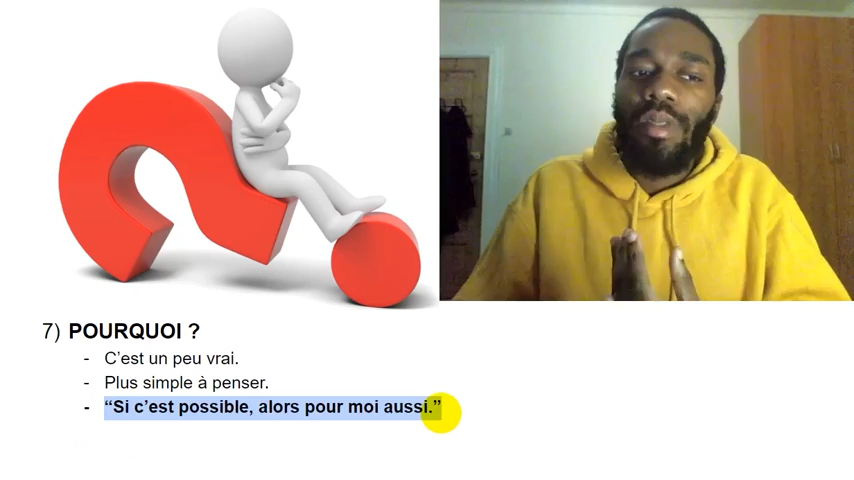 7) POURQUOI ?
- C’est un peu vrai.
- Plus simple à penser.
- “Si c’est possible, alors pour moi aussi.”